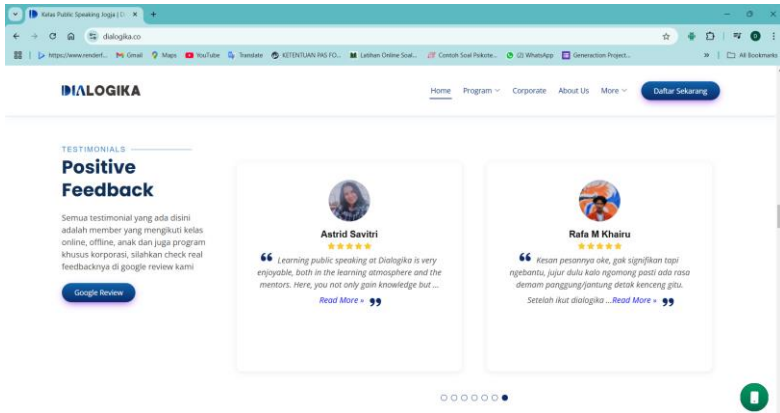 Kelas Public Speaking Jogja | D
dialogika.co
https://www.renderf...
Gmail
Maps
YouTube
Translate
KETENTUAN PAS FO...
Latihan Online Soal...
Contoh Soal Psikote...
(2) WhatsApp
Generaction Project...
»
All Bookmarks
DIALOGIKA
Home
Program
Corporate
About Us
More
Daftar Sekarang
TESTIMONIALS
Positive
Feedback
Semua testimonial yang ada disini
adalah member yang mengikuti kelas
online, offline, anak dan juga program
khusus korporasi, silahkan check real
feedbacknya di google review kami
Google Review
Astrid Savitri
“ Learning public speaking at Dialogika is very
enjoyable, both in the learning atmosphere and the
mentors. Here, you not only gain knowledge but ...
Read More » ”
Rafa M Khairu
“ Kesan pesannya oke, gak signifikan tapi
ngebantu, jujur dulu kalo ngomong pasti ada rasa
demam panggung/jantung detak kenceng gitu.
Setelah ikut dialogika ...Read More » ”